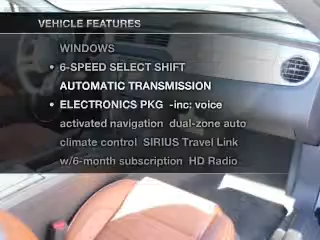 VEHICLE FEATURES
WINDOWS
• 6-SPEED SELECT SHIFT
AUTOMATIC TRANSMISSION
• ELECTRONICS PKG -inc: voice
activated navigation dual-zone auto
climate control SIRIUS Travel Link
w/6-month subscription HD Radio